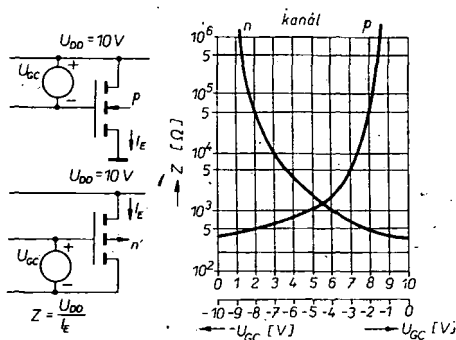 U_DD = 10 V
U_GC
+
−
p
I_E
U_DD = 10 V
I_E
n'
U_GC
+
−
Z = U_DD / I_E
n kanál p
10^6
5
10^5
5
10^4
5
10^3
5
10^2
Z [Ω]
0 1 2 3 4 5 6 7 8 9 10
-10 -9 -8 -7 -6 -5 -4 -3 -2 -1 0
-U_GC [V] U_GC [V]